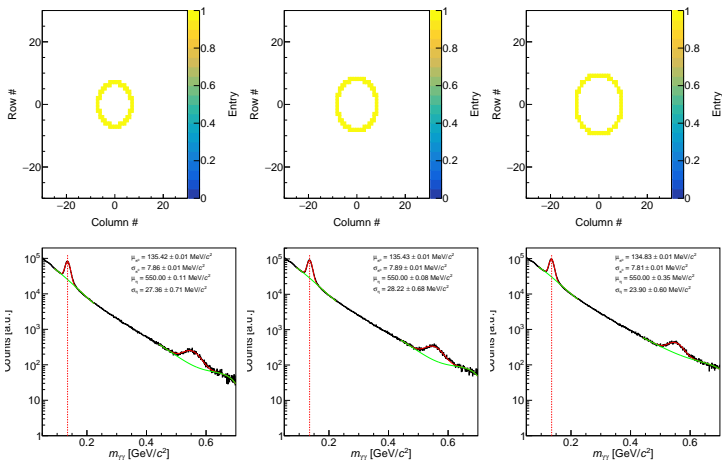 Row #
20
0
−20
−20
0
20
Column #
1
0.8
0.6
0.4
0.2
0
Entry
Row #
20
0
−20
−20
0
20
Column #
1
0.8
0.6
0.4
0.2
0
Entry
Row #
20
0
−20
−20
0
20
Column #
1
0.8
0.6
0.4
0.2
0
Entry
Counts [a.u.]
10⁵
10⁴
10³
10²
10
1
μπ⁰ = 135.42 ± 0.01 MeV/c²
σπ⁰ = 7.86 ± 0.01 MeV/c²
μη = 550.00 ± 0.11 MeV/c²
ση = 27.36 ± 0.71 MeV/c²
0.2
0.4
0.6
mγγ [GeV/c²]
Counts [a.u.]
10⁵
10⁴
10³
10²
10
1
μπ⁰ = 135.43 ± 0.01 MeV/c²
σπ⁰ = 7.89 ± 0.01 MeV/c²
μη = 550.00 ± 0.08 MeV/c²
ση = 28.22 ± 0.68 MeV/c²
0.2
0.4
0.6
mγγ [GeV/c²]
Counts [a.u.]
10⁵
10⁴
10³
10²
10
1
μπ⁰ = 134.83 ± 0.01 MeV/c²
σπ⁰ = 7.81 ± 0.01 MeV/c²
μη = 550.00 ± 0.35 MeV/c²
ση = 23.90 ± 0.60 MeV/c²
0.2
0.4
0.6
mγγ [GeV/c²]